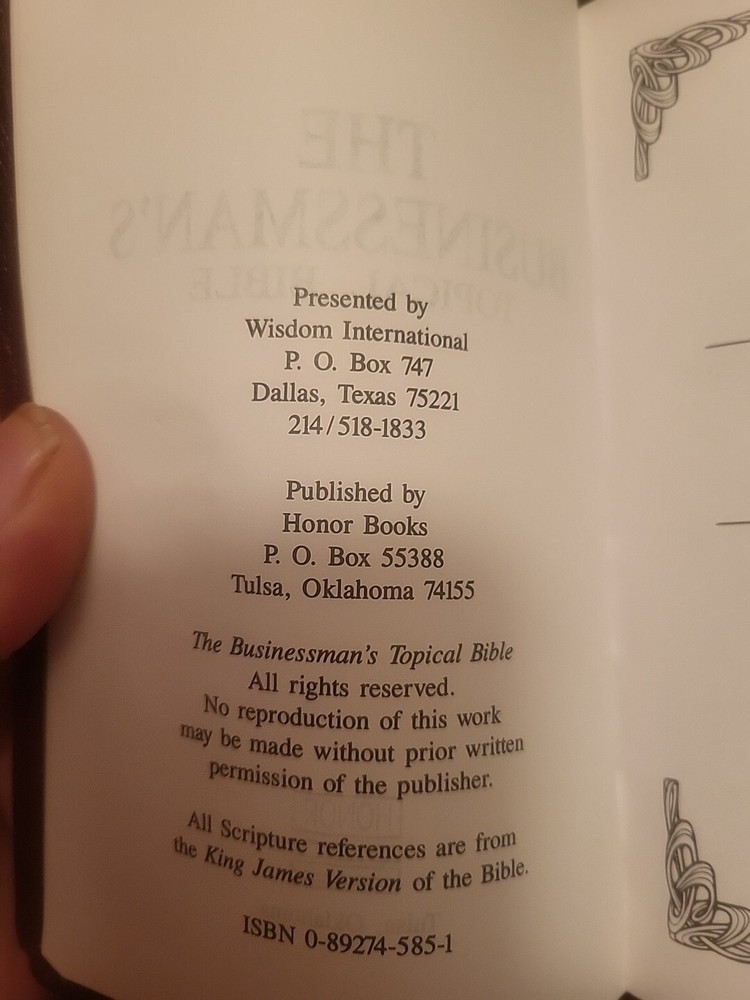 Presented by
Wisdom International
P. O. Box 747
Dallas, Texas 75221
214/518-1833
Published by
Honor Books
P. O. Box 55388
Tulsa, Oklahoma 74155
The Businessman's Topical Bible
All rights reserved.
No reproduction of this work
may be made without prior written
permission of the publisher.
All Scripture references are from
the King James Version of the Bible.
ISBN 0-89274-585-1